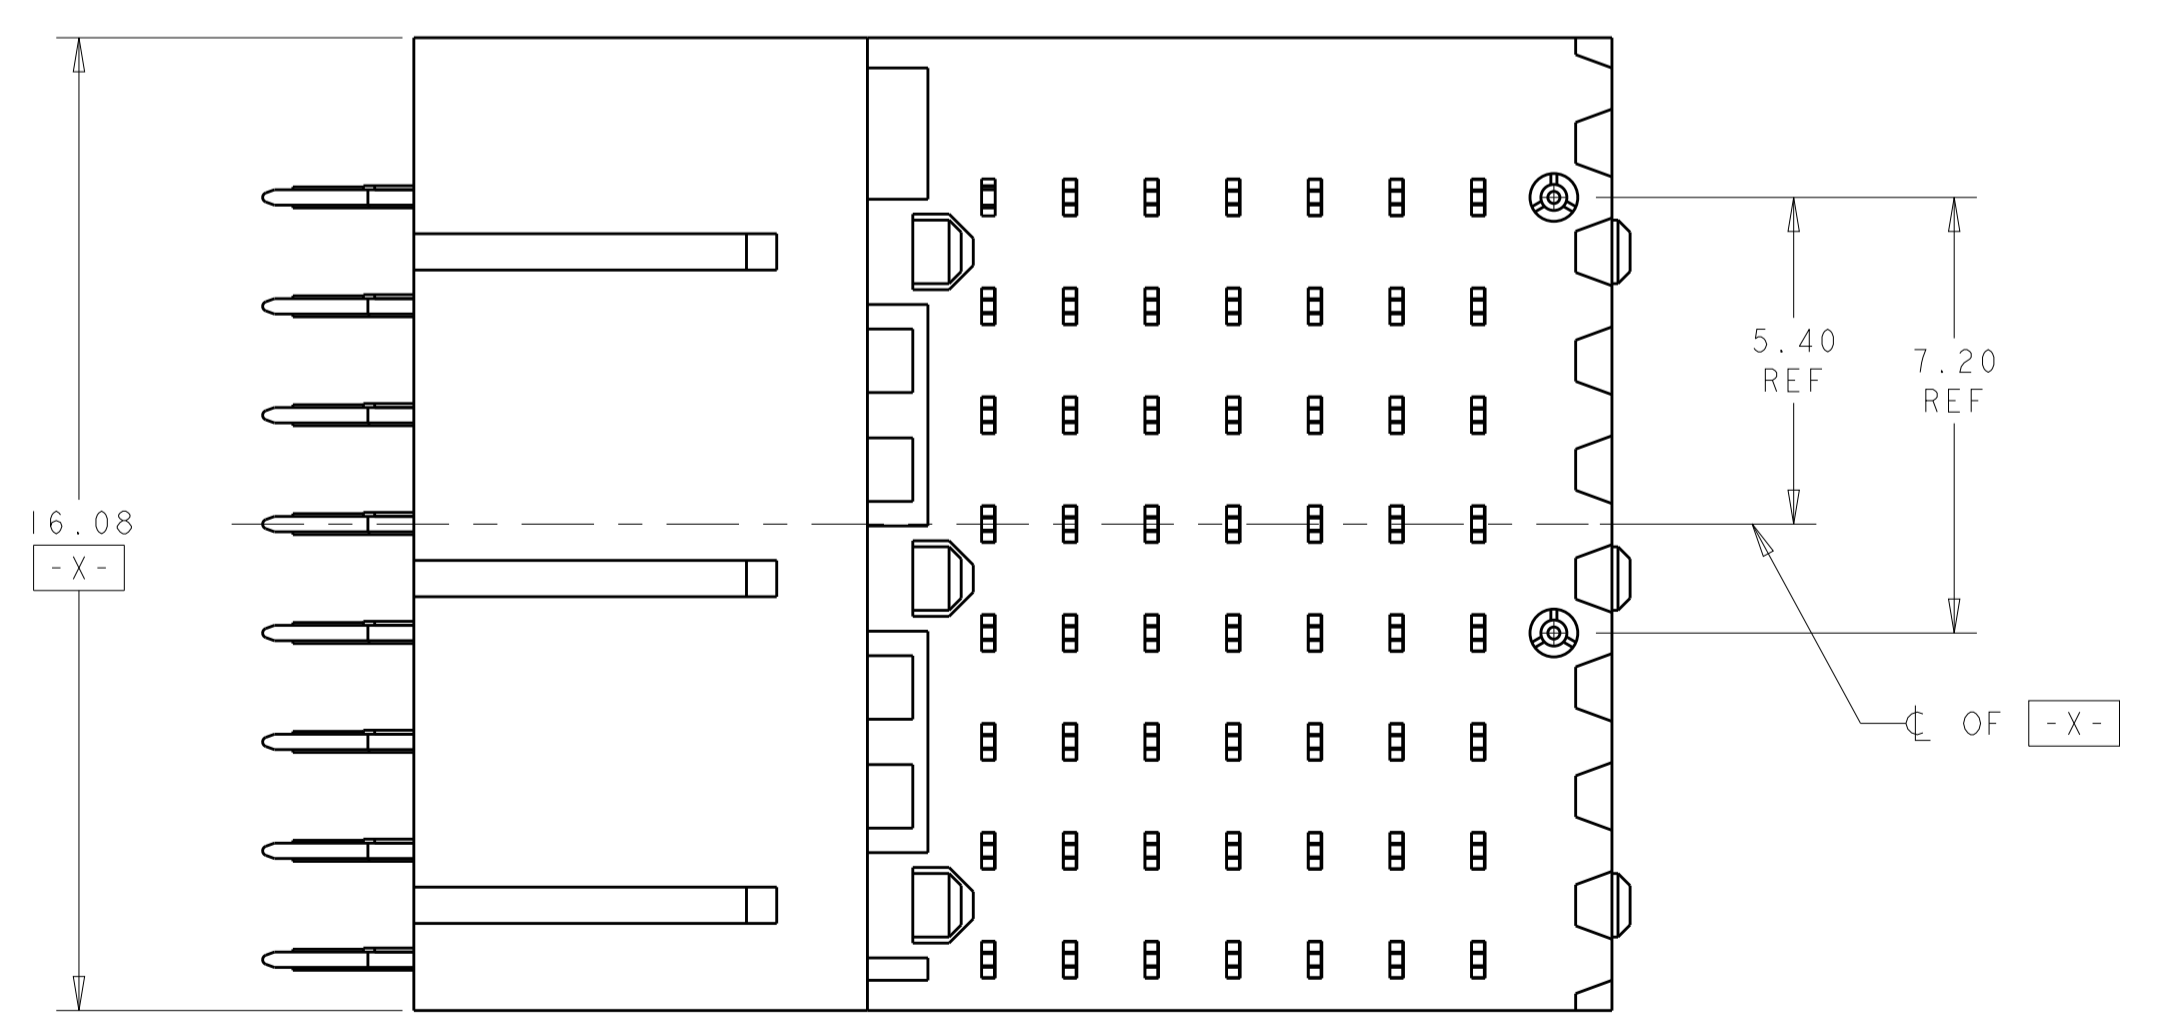 16.08
-X-
5.40
REF
7.20
REF
℄ OF -X-